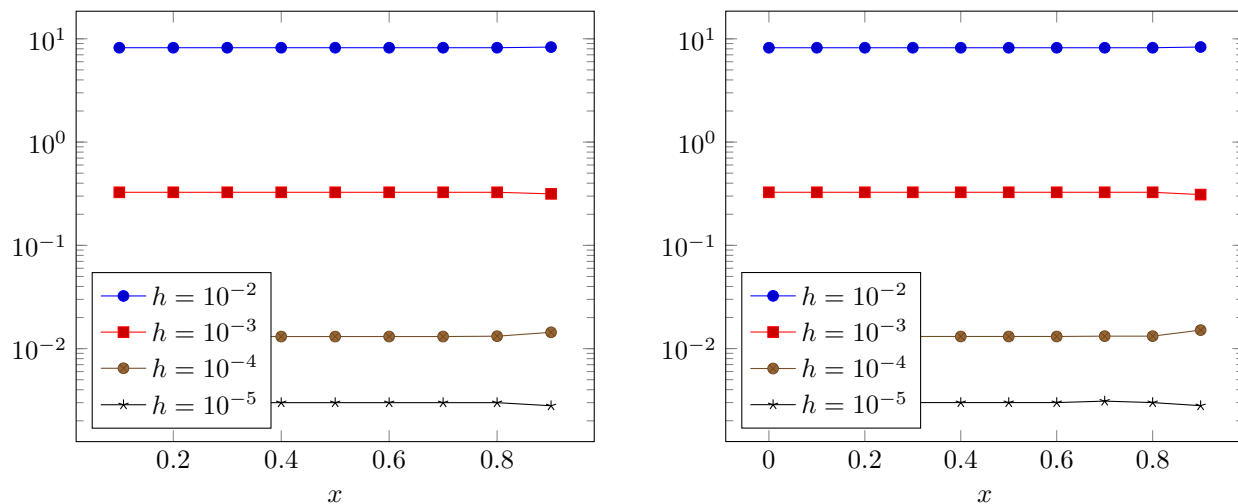 10^1
10^0
10^{-1}
10^{-2}
h = 10^{-2}
h = 10^{-3}
h = 10^{-4}
h = 10^{-5}
0.2 0.4 0.6 0.8
x
10^1
10^0
10^{-1}
10^{-2}
h = 10^{-2}
h = 10^{-3}
h = 10^{-4}
h = 10^{-5}
0 0.2 0.4 0.6 0.8
x